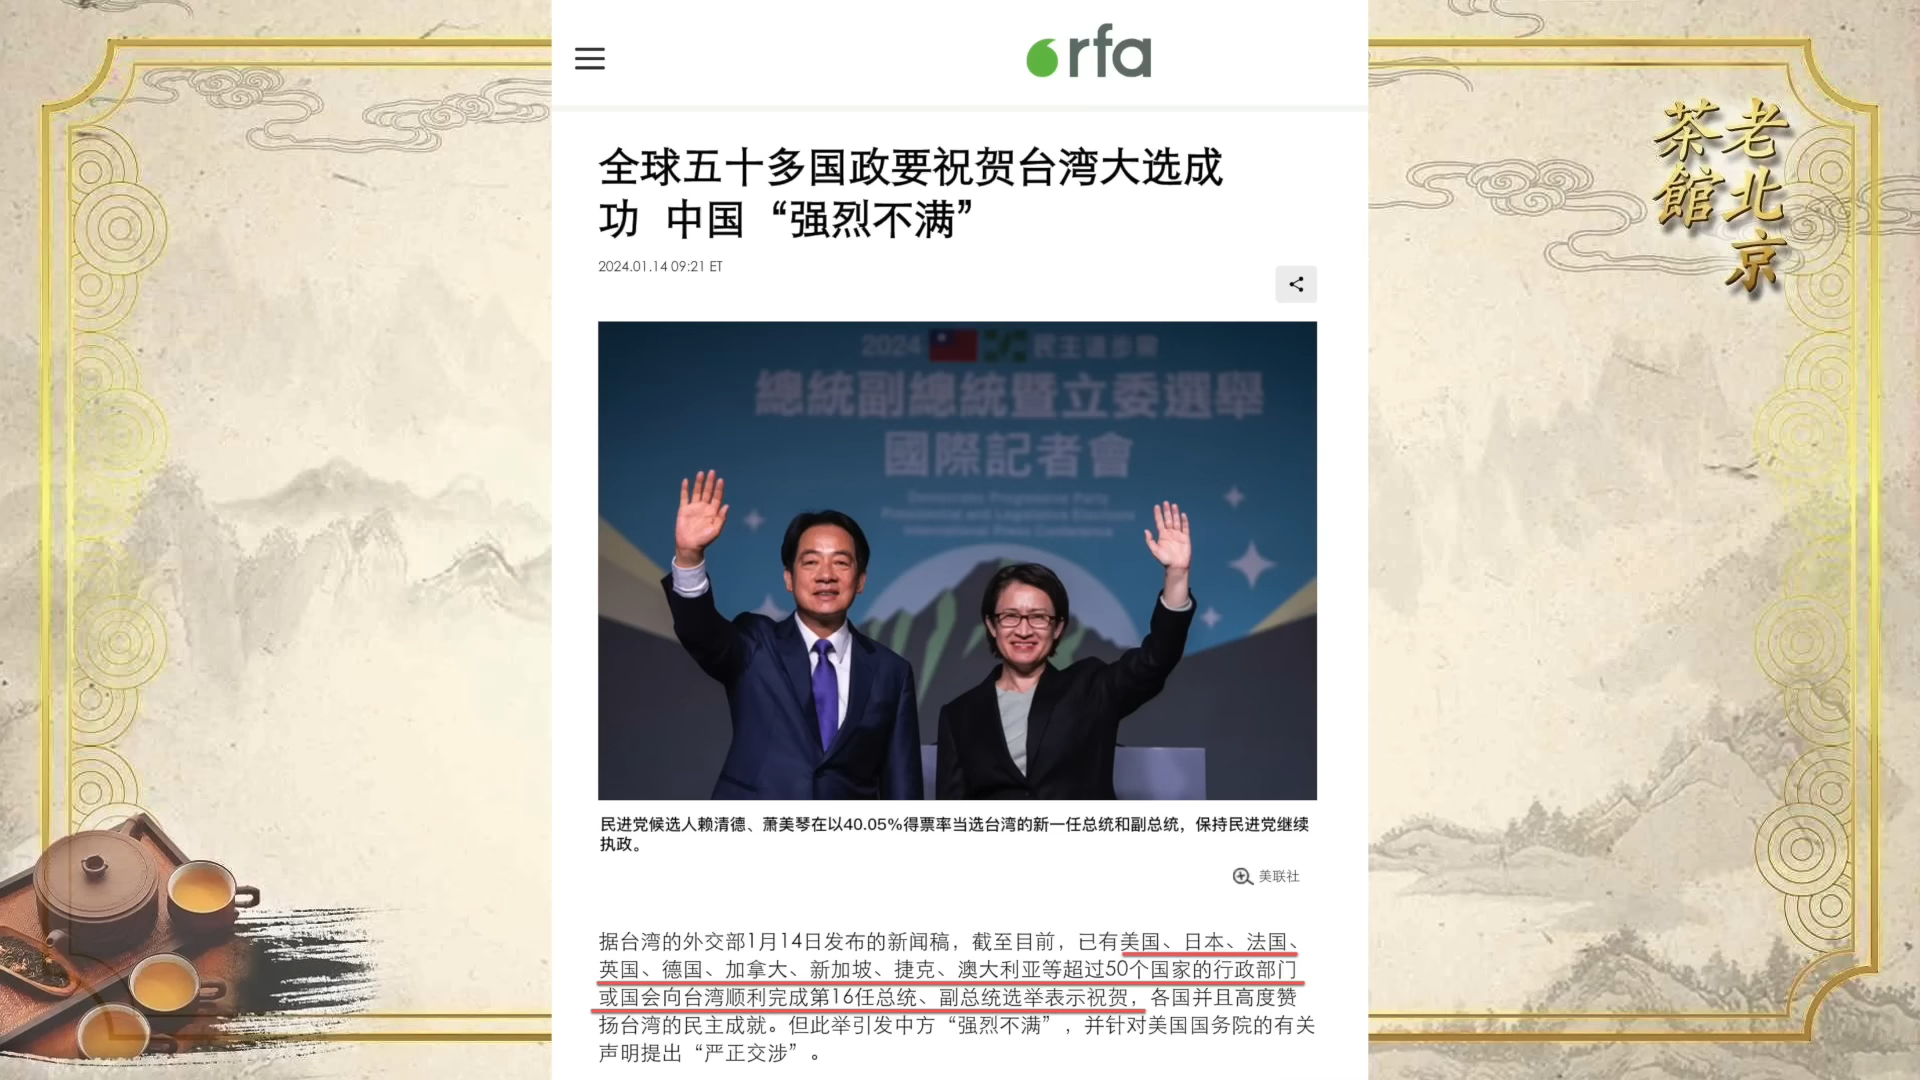 rfa
老北京
茶館
全球五十多国政要祝贺台湾大选成
功 中国“强烈不满”
2024.01.14 09:21 ET
2024 民主進步黨
總統副總統暨立委選舉
國際記者會
Democratic Progressive Party
Presidential and Legislative Elections
International Press Conference
民进党候选人赖清德、萧美琴在以40.05%得票率当选台湾的新一任总统和副总统，保持民进党继续
执政。
美联社
据台湾的外交部1月14日发布的新闻稿，截至目前，已有美国、日本、法国、
英国、德国、加拿大、新加坡、捷克、澳大利亚等超过50个国家的行政部门
或国会向台湾顺利完成第16任总统、副总统选举表示祝贺，各国并且高度赞
扬台湾的民主成就。但此举引发中方“强烈不满”，并针对美国国务院的有关
声明提出“严正交涉”。